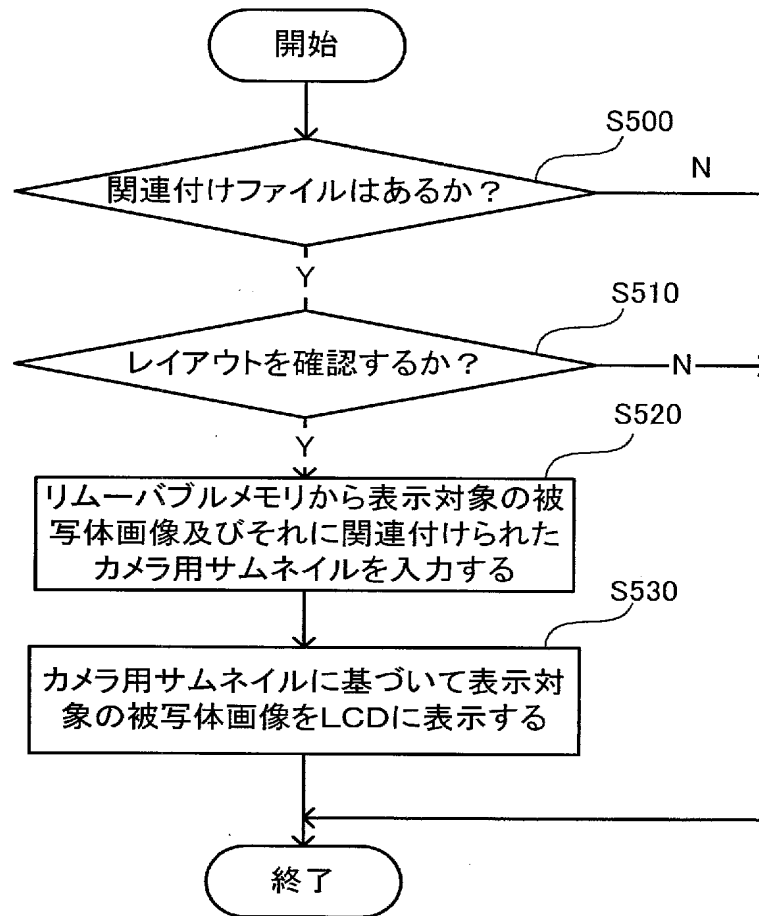 開始
S500
関連付けファイルはあるか？
N
Y
S510
レイアウトを確認するか？
N
Y
S520
リムーバブルメモリから表示対象の被
写体画像及びそれに関連付けられた
カメラ用サムネイルを入力する
S530
カメラ用サムネイルに基づいて表示対
象の被写体画像をLCDに表示する
終了